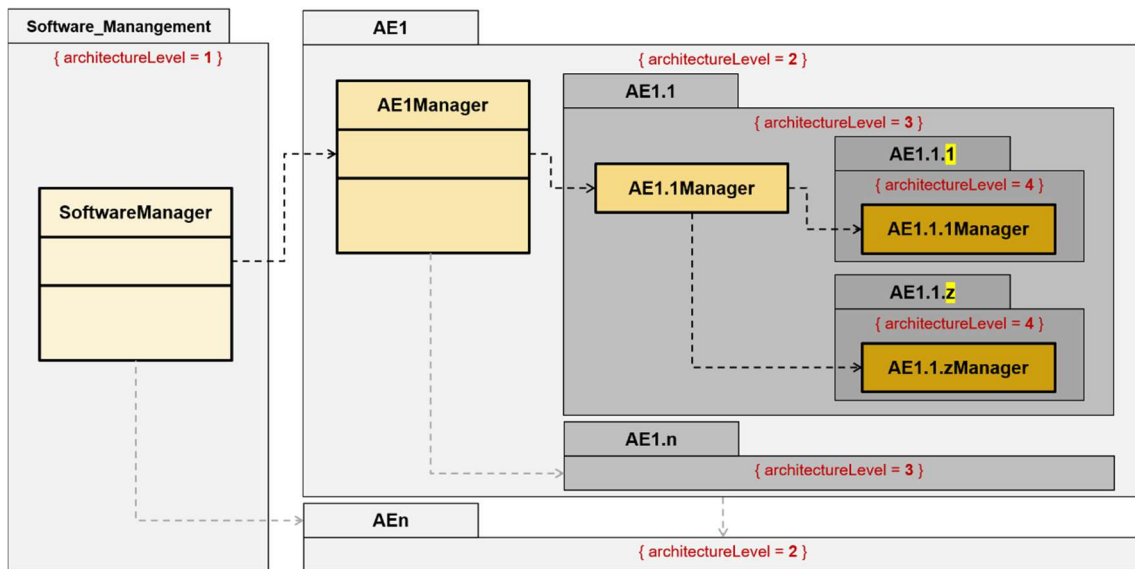 Software_Manangement
{ architectureLevel = 1 }
SoftwareManager
AE1
{ architectureLevel = 2 }
AE1Manager
AE1.1
{ architectureLevel = 3 }
AE1.1Manager
AE1.1.1
{ architectureLevel = 4 }
AE1.1.1Manager
AE1.1.z
{ architectureLevel = 4 }
AE1.1.zManager
AE1.n
{ architectureLevel = 3 }
AEn
{ architectureLevel = 2 }